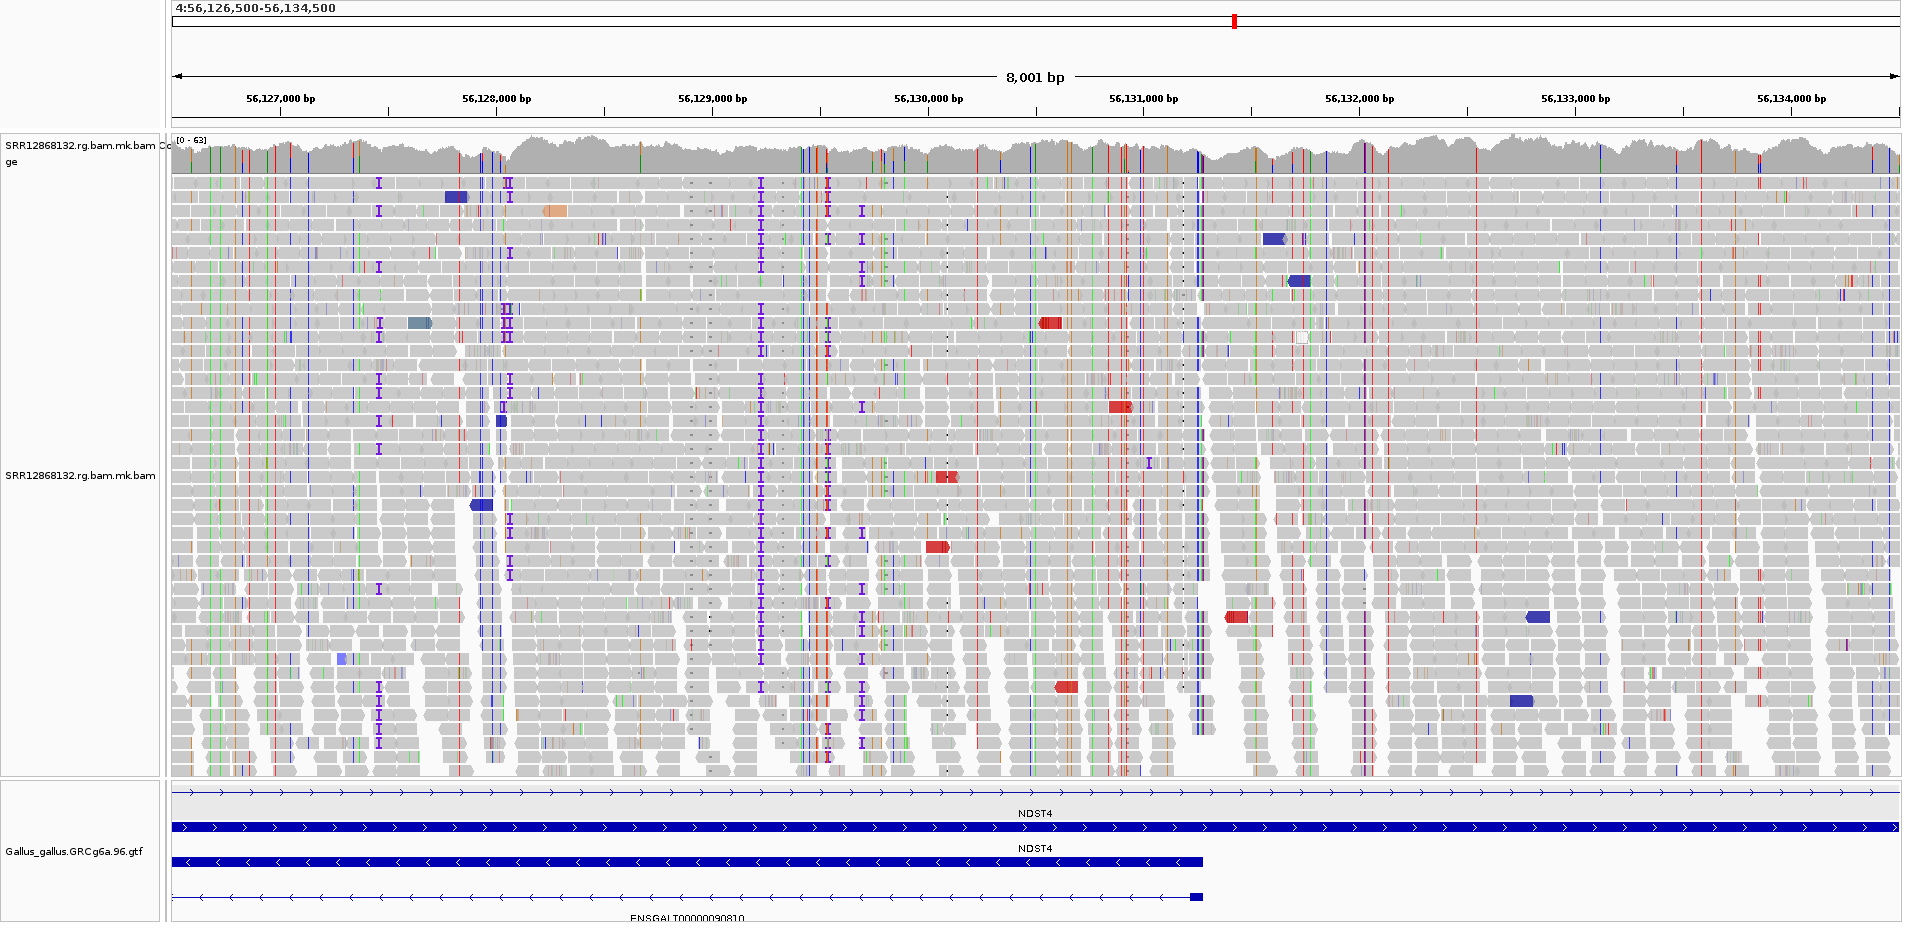 4:56,126,500-56,134,500
8,001 bp
56,127,000 bp 56,128,000 bp 56,129,000 bp 56,130,000 bp 56,131,000 bp 56,132,000 bp 56,133,000 bp 56,134,000 bp
SRR12868132.rg.bam.mk.bam Co
ge
[0 - 63]
SRR12868132.rg.bam.mk.bam
NDST4
NDST4
Gallus_gallus.GRCg6a.96.gtf
ENSGALT00000090810